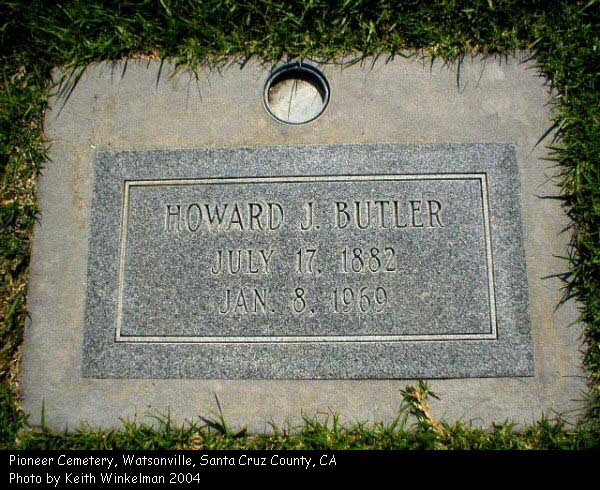 HOWARD J. BUTLER
JULY 17, 1882
JAN. 8, 1969
Pioneer Cemetery, Watsonville, Santa Cruz County, CA
Photo by Keith Winkelman 2004